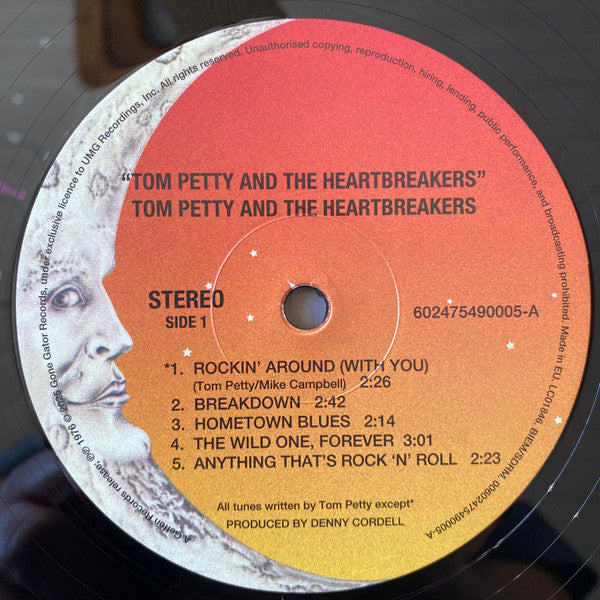 "TOM PETTY AND THE HEARTBREAKERS"
TOM PETTY AND THE HEARTBREAKERS
STEREO
SIDE 1
602475490005-A
*1. ROCKIN' AROUND (WITH YOU)
(Tom Petty/Mike Campbell) 2:26
2. BREAKDOWN 2:42
3. HOMETOWN BLUES 2:14
4. THE WILD ONE, FOREVER 3:01
5. ANYTHING THAT'S ROCK 'N' ROLL 2:23
All tunes written by Tom Petty except*
PRODUCED BY DENNY CORDELL
A Geffen Records release; ℗ 1976 © 2025 Gone Gator Records, under exclusive licence to UMG Recordings, Inc. All rights reserved. Unauthorised copying, reproduction, hiring, lending, public performance, and broadcasting prohibited. Made in EU. LC01846. BIEM/SDRM. 00602475490005-A